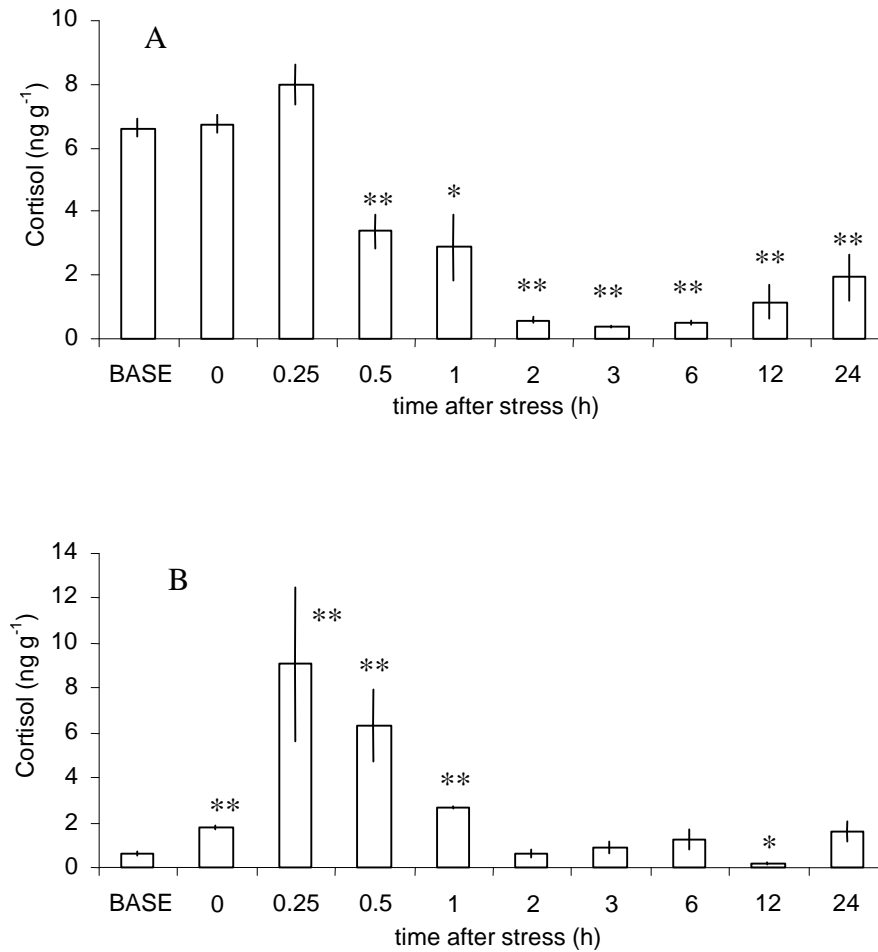 A
Cortisol (ng g⁻¹)
10
8
6
4
2
0
** * ** ** ** ** **
BASE 0 0.25 0.5 1 2 3 6 12 24
time after stress (h)
B
Cortisol (ng g⁻¹)
14
12
10
8
6
4
2
0
** ** ** ** *
BASE 0 0.25 0.5 1 2 3 6 12 24
time after stress (h)